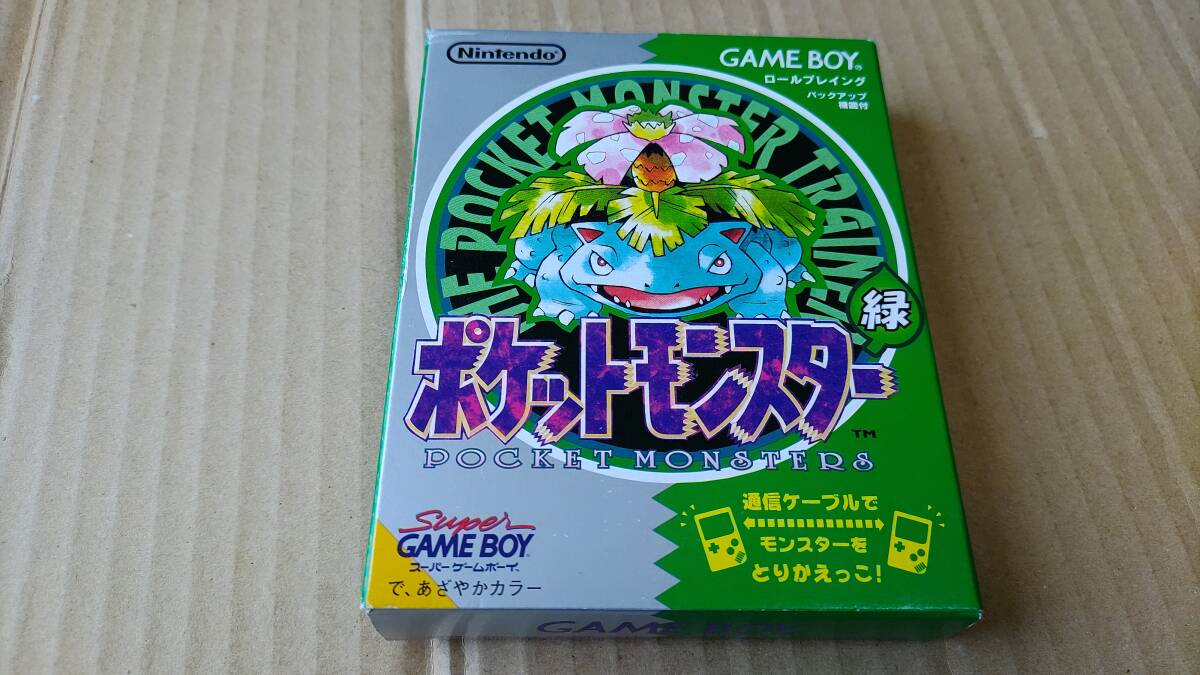 Nintendo®
GAME BOY®
ロールプレイング
バックアップ
機能付
THE POCKET MONSTER TRAINER
緑
ポケットモンスター
TM
POCKET MONSTERS
Super
GAME BOY
スーパーゲームボーイ
で、あざやかカラー
通信ケーブルで
モンスターを
とりかえっこ!
GAME BOY